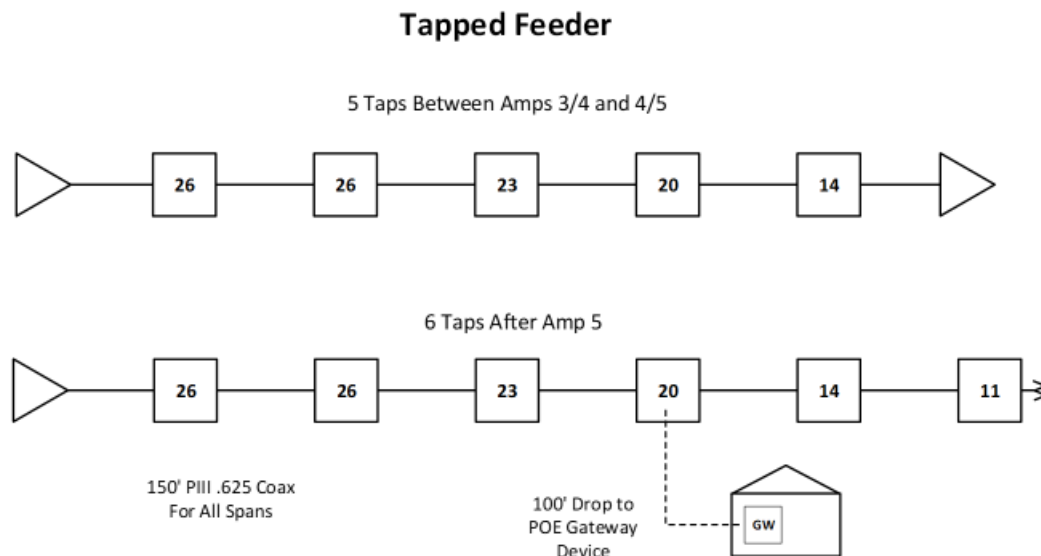 Tapped Feeder
5 Taps Between Amps 3/4 and 4/5
26 26 23 20 14
6 Taps After Amp 5
26 26 23 20 14 11
150' PIII .625 Coax
For All Spans
100' Drop to
POE Gateway
Device
GW